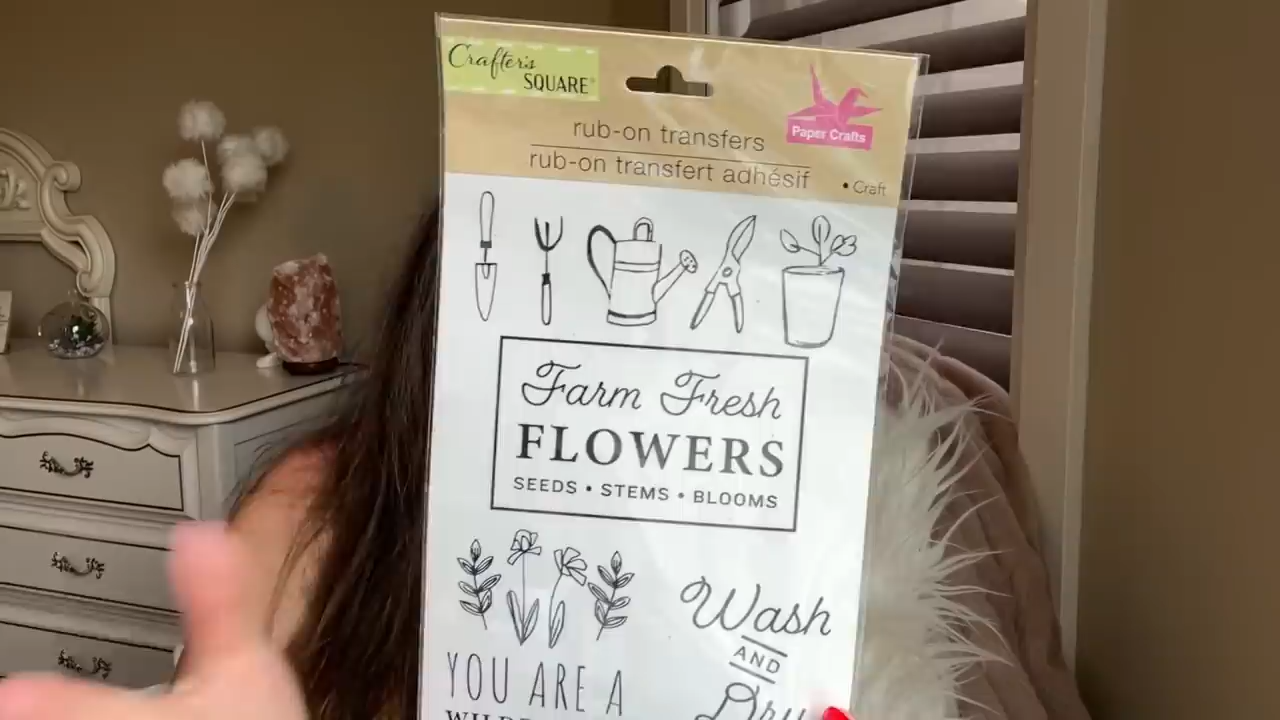 Crafter's
SQUARE
Paper Crafts
rub-on transfers
rub-on transfert adhésif
• Craft
Farm Fresh
FLOWERS
SEEDS • STEMS • BLOOMS
Wash
AND
Dry
YOU ARE A